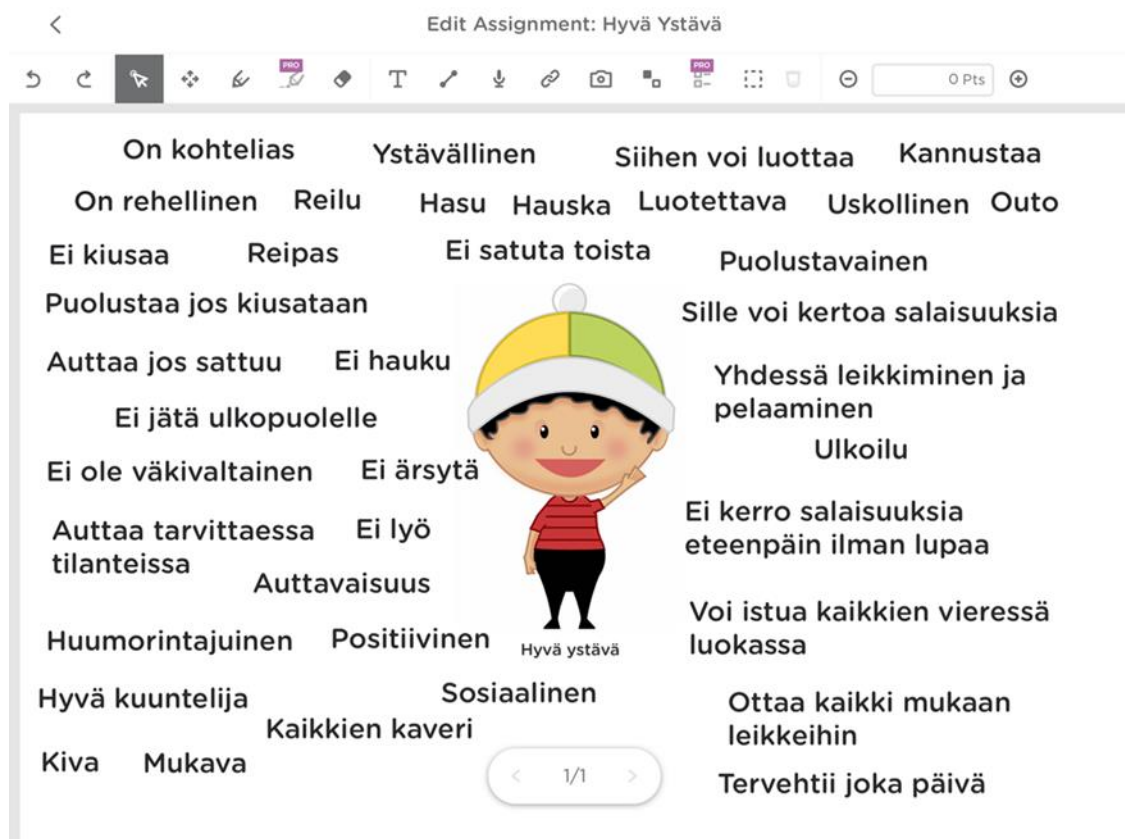 Edit Assignment: Hyvä Ystävä
PRO
PRO
T
0 Pts
On kohtelias
Ystävällinen
Siihen voi luottaa
Kannustaa
On rehellinen
Reilu
Hasu
Hauska
Luotettava
Uskollinen
Outo
Ei kiusaa
Reipas
Ei satuta toista
Puolustavainen
Puolustaa jos kiusataan
Sille voi kertoa salaisuuksia
Auttaa jos sattuu
Ei hauku
Yhdessä leikkiminen ja
pelaaminen
Ei jätä ulkopuolelle
Ulkoilu
Ei ole väkivaltainen
Ei ärsytä
Auttaa tarvittaessa
tilanteissa
Ei lyö
Ei kerro salaisuuksia
eteenpäin ilman lupaa
Auttavaisuus
Voi istua kaikkien vieressä
luokassa
Huumorintajuinen
Positiivinen
Hyvä ystävä
Hyvä kuuntelija
Sosiaalinen
Ottaa kaikki mukaan
leikkeihin
Kaikkien kaveri
Kiva
Mukava
1/1
Tervehtii joka päivä